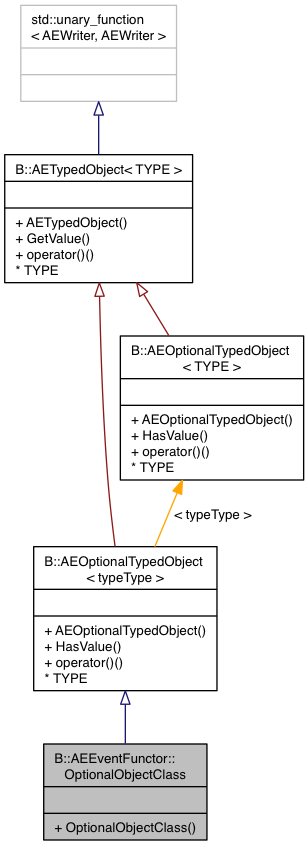 std::unary_function
< AEWriter, AEWriter >
B::AETypedObject< TYPE >
+ AETypedObject()
+ GetValue()
+ operator()()
* TYPE
B::AEOptionalTypedObject
< TYPE >
+ AEOptionalTypedObject()
+ HasValue()
+ operator()()
* TYPE
< typeType >
B::AEOptionalTypedObject
< typeType >
+ AEOptionalTypedObject()
+ HasValue()
+ operator()()
* TYPE
B::AEEventFunctor::
OptionalObjectClass
+ OptionalObjectClass()